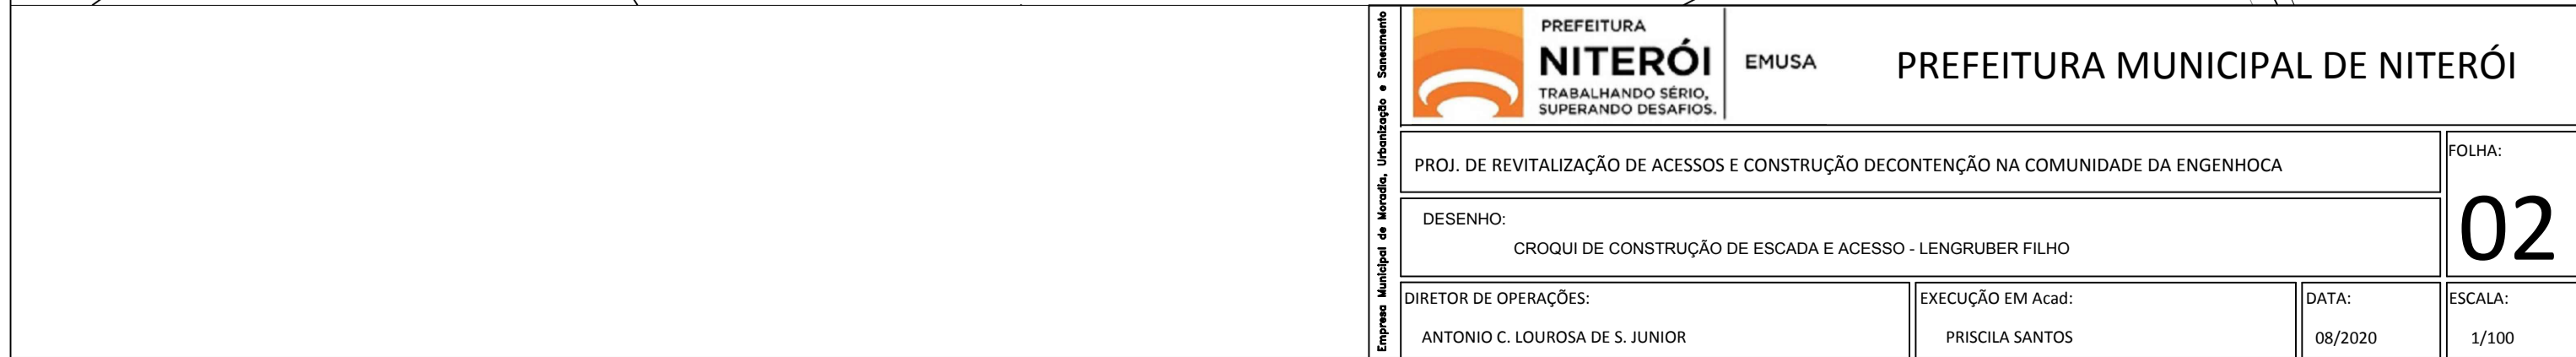 Empresa Municipal de Moradia, Urbanização e Saneamento
PREFEITURA
NITERÓI
TRABALHANDO SÉRIO,
SUPERANDO DESAFIOS.
EMUSA
PREFEITURA MUNICIPAL DE NITERÓI
PROJ. DE REVITALIZAÇÃO DE ACESSOS E CONSTRUÇÃO DECONTENÇÃO NA COMUNIDADE DA ENGENHOCA
FOLHA:
02
DESENHO:
CROQUI DE CONSTRUÇÃO DE ESCADA E ACESSO - LENGRUBER FILHO
DIRETOR DE OPERAÇÕES:
ANTONIO C. LOUROSA DE S. JUNIOR
EXECUÇÃO EM Acad:
PRISCILA SANTOS
DATA:
08/2020
ESCALA:
1/100